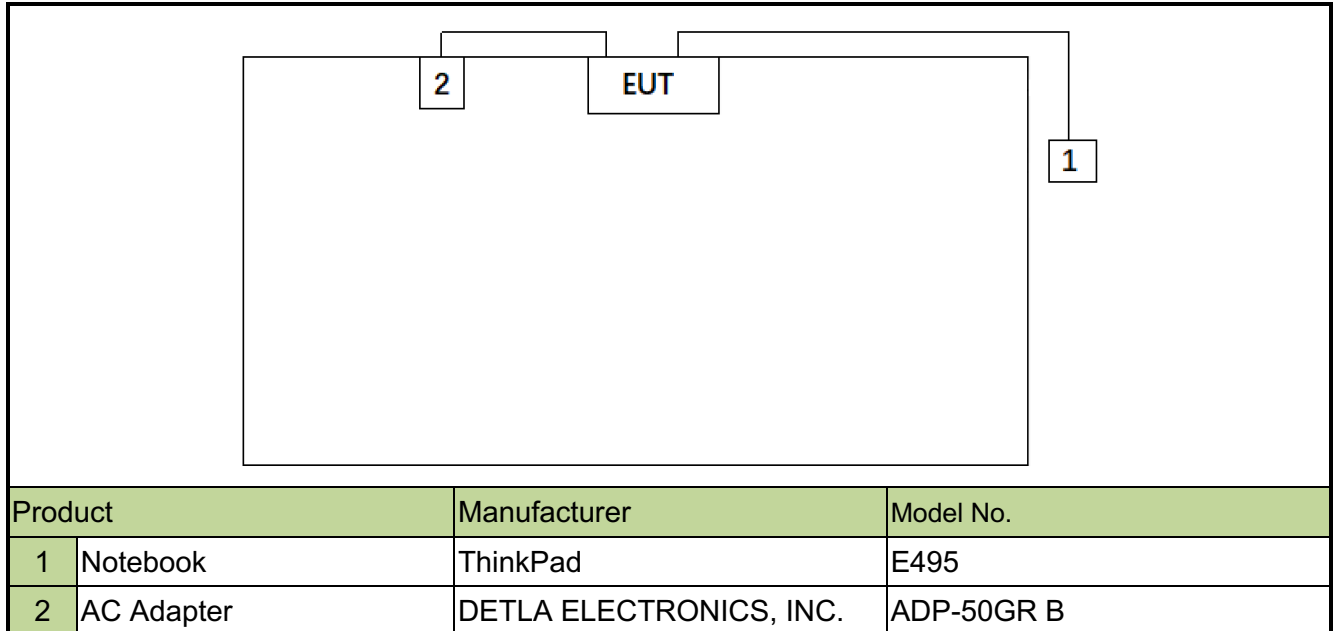 2 EUT
1
Product Manufacturer Model No.
1 Notebook ThinkPad E495
2 AC Adapter DETLA ELECTRONICS, INC. ADP-50GR B